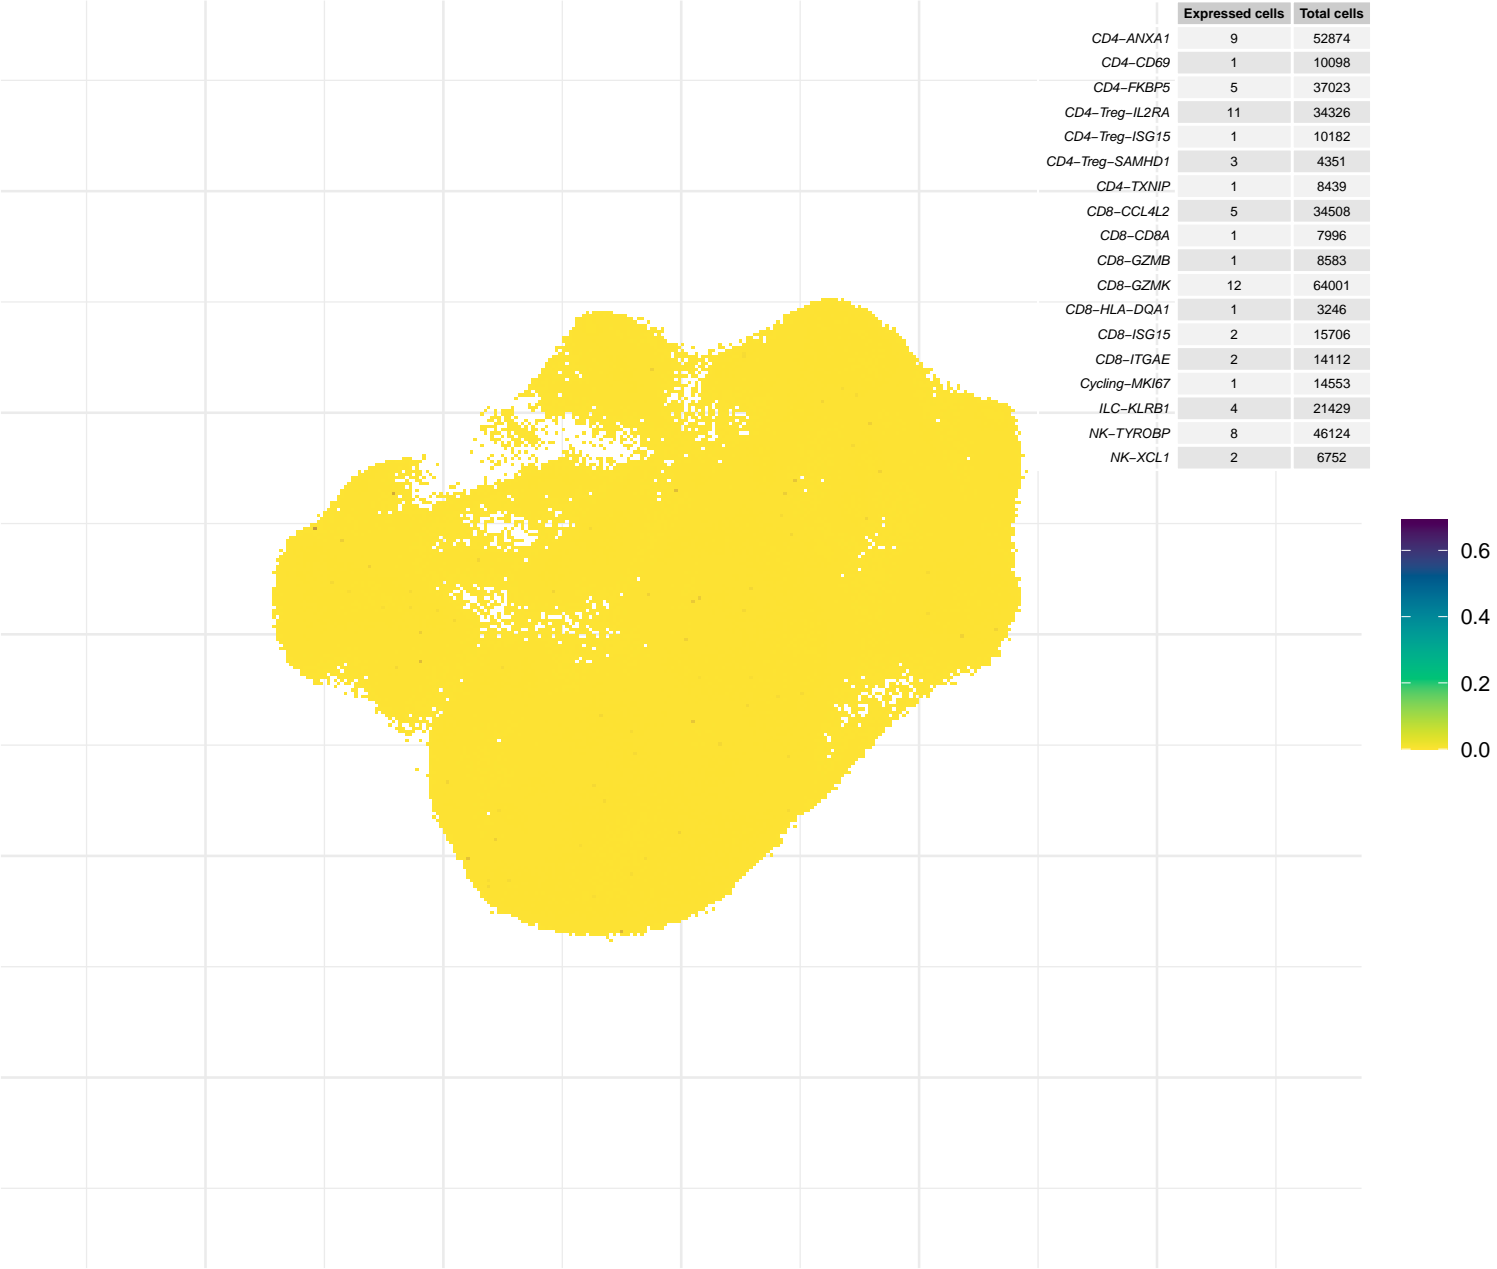 Expressed cells Total cells
CD4−ANXA1 9 52874
CD4−CD69 1 10098
CD4−FKBP5 5 37023
CD4−Treg−IL2RA 11 34326
CD4−Treg−ISG15 1 10182
CD4−Treg−SAMHD1 3 4351
CD4−TXNIP 1 8439
CD8−CCL4L2 5 34508
CD8−CD8A 1 7996
CD8−GZMB 1 8583
CD8−GZMK 12 64001
CD8−HLA−DQA1 1 3246
CD8−ISG15 2 15706
CD8−ITGAE 2 14112
Cycling−MKI67 1 14553
ILC−KLRB1 4 21429
NK−TYROBP 8 46124
NK−XCL1 2 6752
0.6
0.4
0.2
0.0